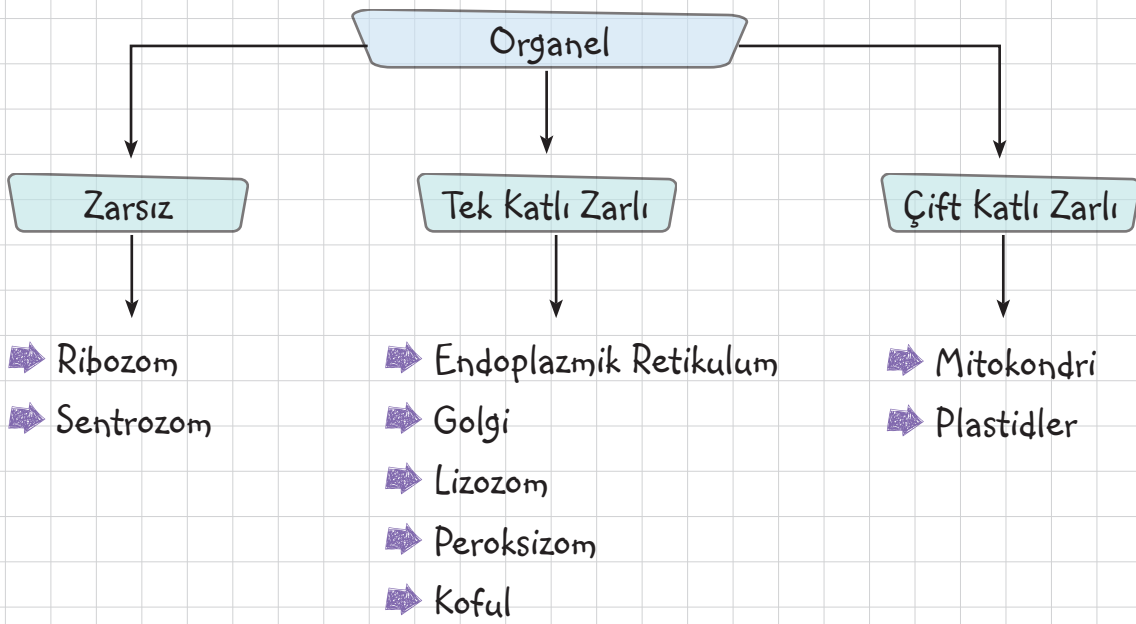 Organel
Zarsız
Tek Katlı Zarlı
Çift Katlı Zarlı
Ribozom
Sentrozom
Endoplazmik Retikulum
Golgi
Lizozom
Peroksizom
Koful
Mitokondri
Plastidler